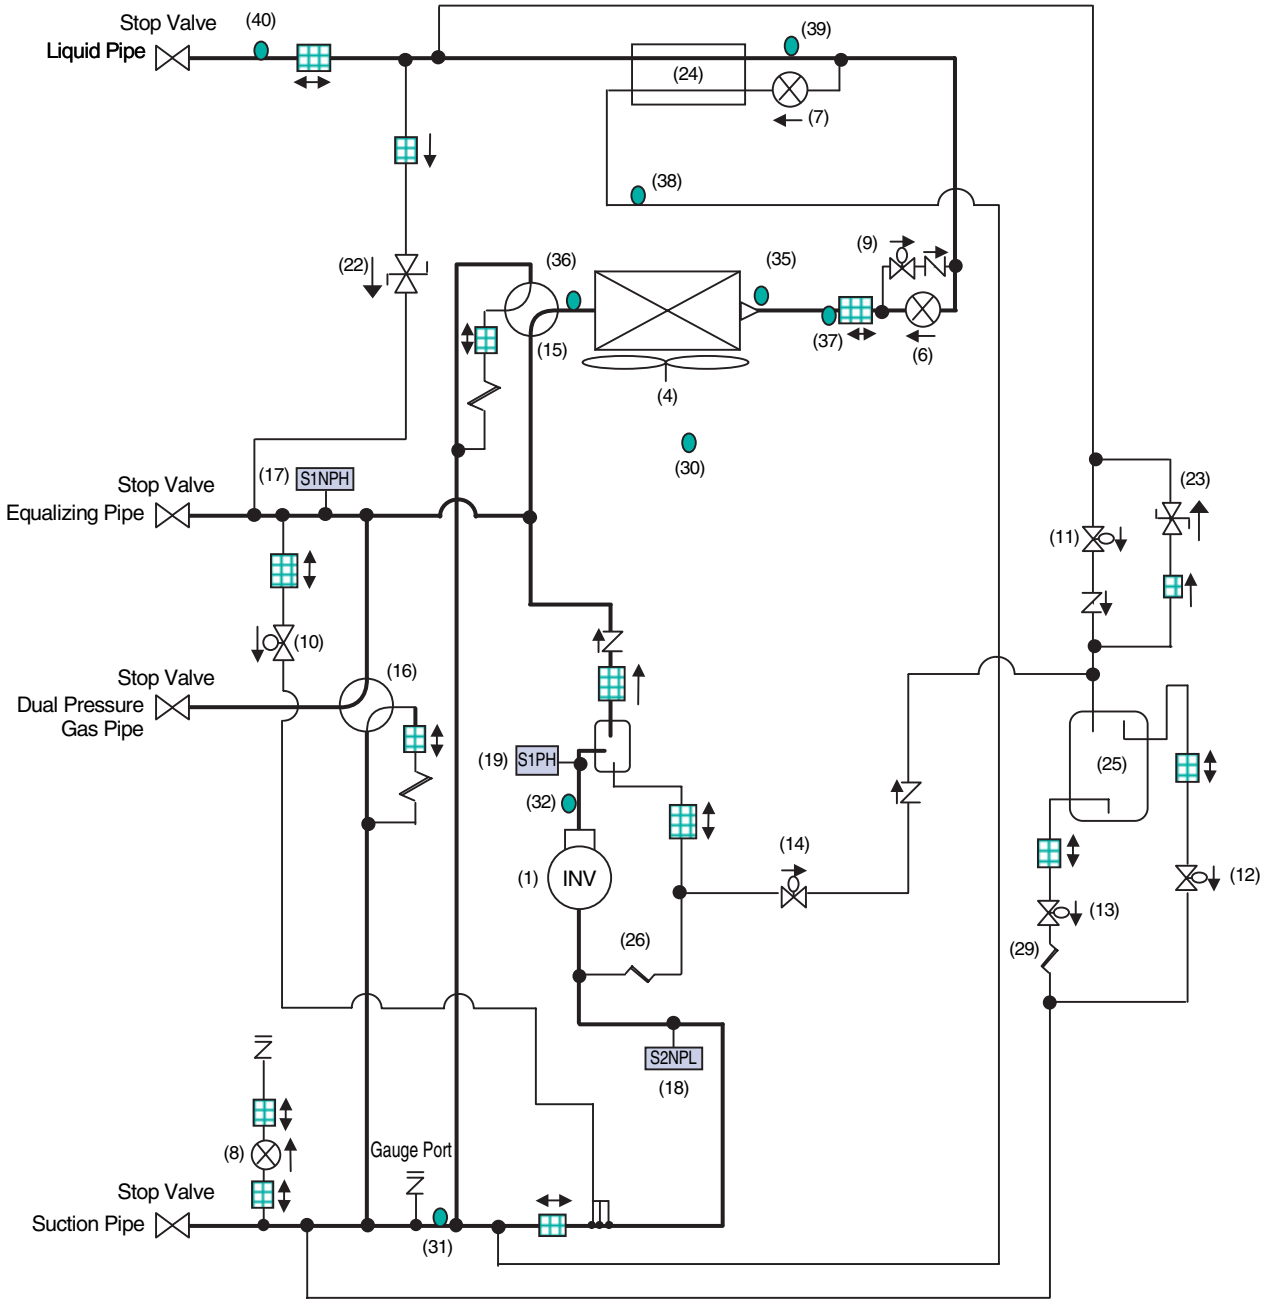 Stop Valve
Liquid Pipe
(40)
(39)
(24)
(7)
(38)
(22)
(36)
(35)
(9)
(15)
(37)
(6)
(4)
(30)
(17)
S1NPH
Stop Valve
Equalizing Pipe
(23)
(11)
(10)
(16)
Stop Valve
Dual Pressure
Gas Pipe
(19)
S1PH
(25)
(32)
(14)
(1)
INV
(12)
(13)
(26)
(29)
S2NPL
(18)
(8)
Gauge Port
Stop Valve
Suction Pipe
(31)